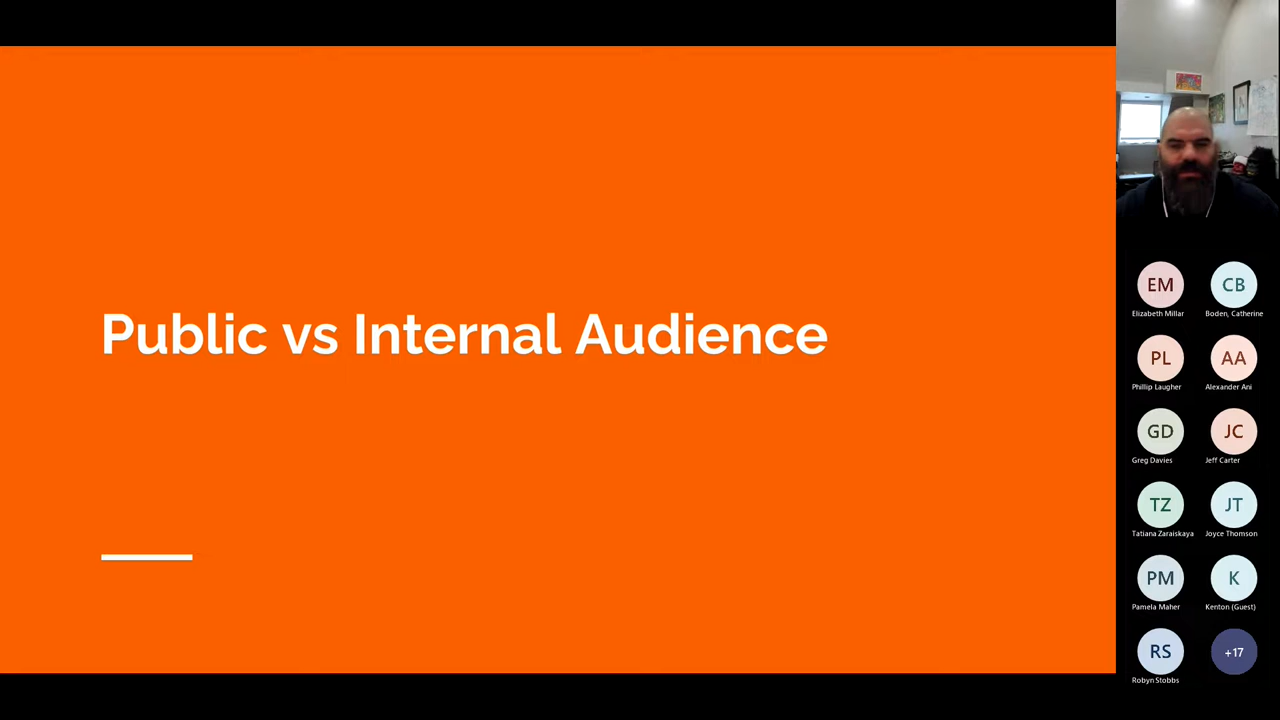 Public vs Internal Audience
EM
CB
Elizabeth Millar
Boden, Catherine
PL
AA
Phillip Laugher
Alexander Ani
GD
JC
Greg Davies
Jeff Carter
TZ
JT
Tatiana Zaraiskaya
Joyce Thomson
PM
K
Pamela Maher
Kenton (Guest)
RS
+17
Robyn Stobbs